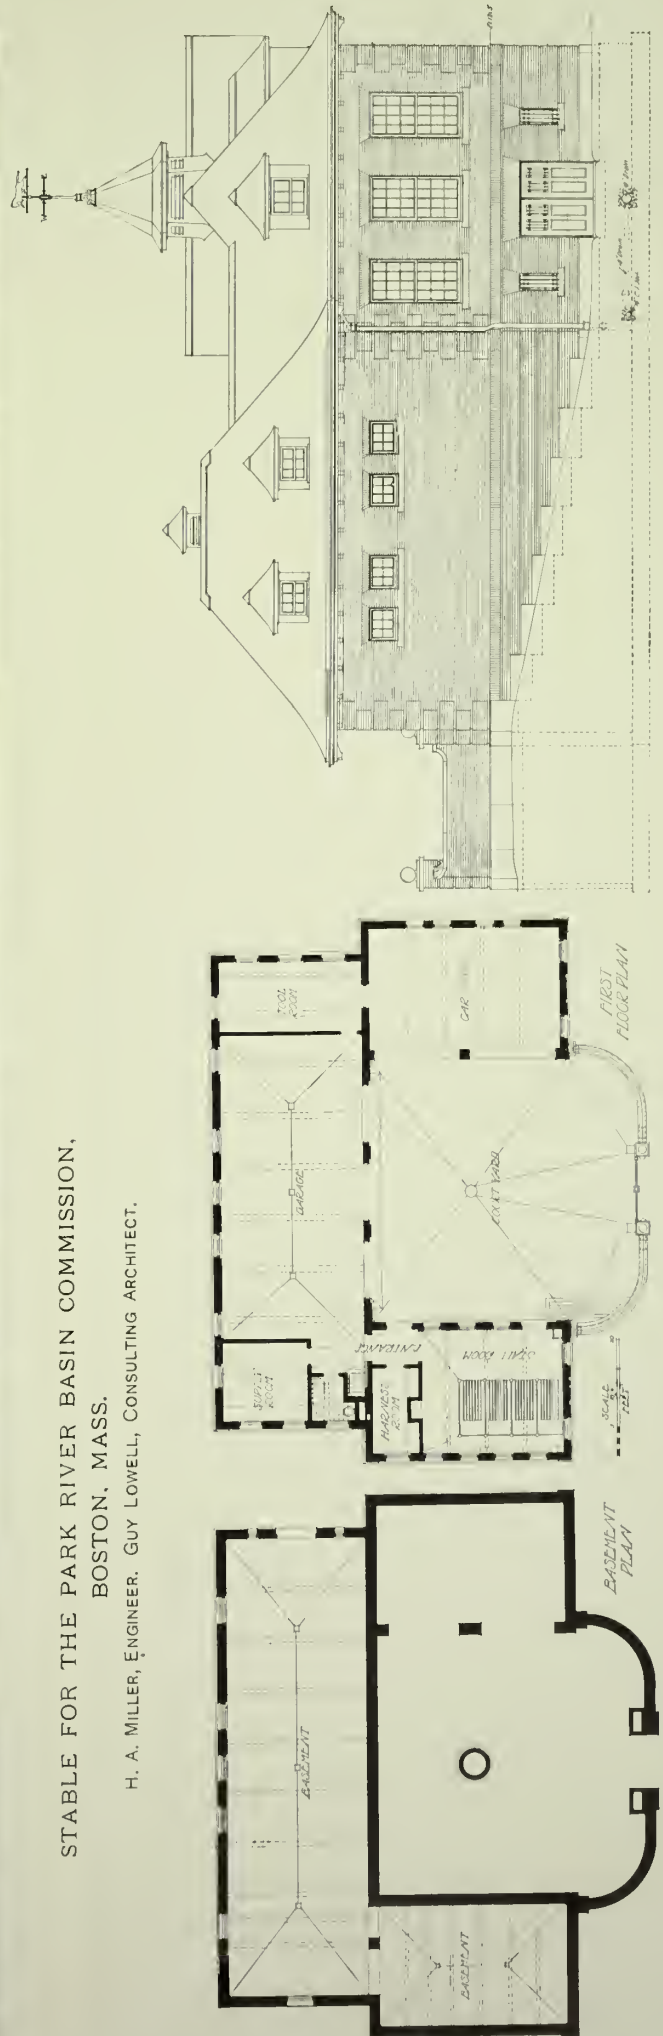 STABLE FOR THE PARK RIVER BASIN COMMISSION,
BOSTON, MASS.
H. A. MILLER, ENGINEER. GUY LOWELL, CONSULTING ARCHITECT.
BASEMENT
BASEMENT
BASEMENT
PLAN
SUPPLY
ROOM
GARAGE
TOOL
ROOM
HARNESS
ROOM
ENTRANCE
STALL ROOM
COURT YARD
CAR
SCALE
FEET
FIRST
FLOOR PLAN
W